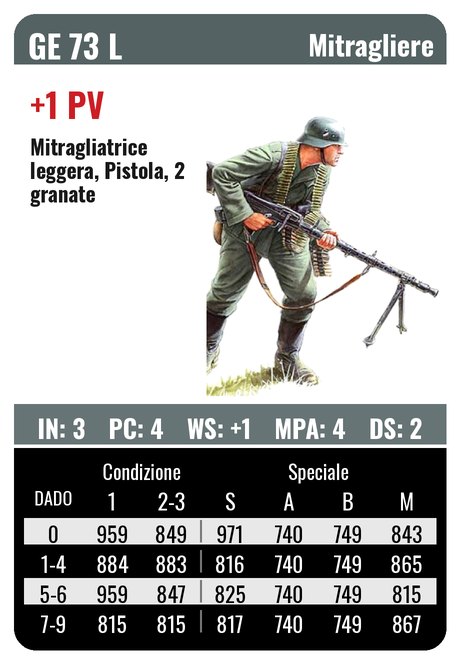 GE 73 L Mitragliere
+1 PV
Mitragliatrice
leggera, Pistola, 2
granate
IN: 3 PC: 4 WS: +1 MPA: 4 DS: 2
Condizione Speciale
DADO 1 2-3 S A B M
0 959 849 971 740 749 843
1-4 884 883 816 740 749 865
5-6 959 847 825 740 749 815
7-9 815 815 817 740 749 867